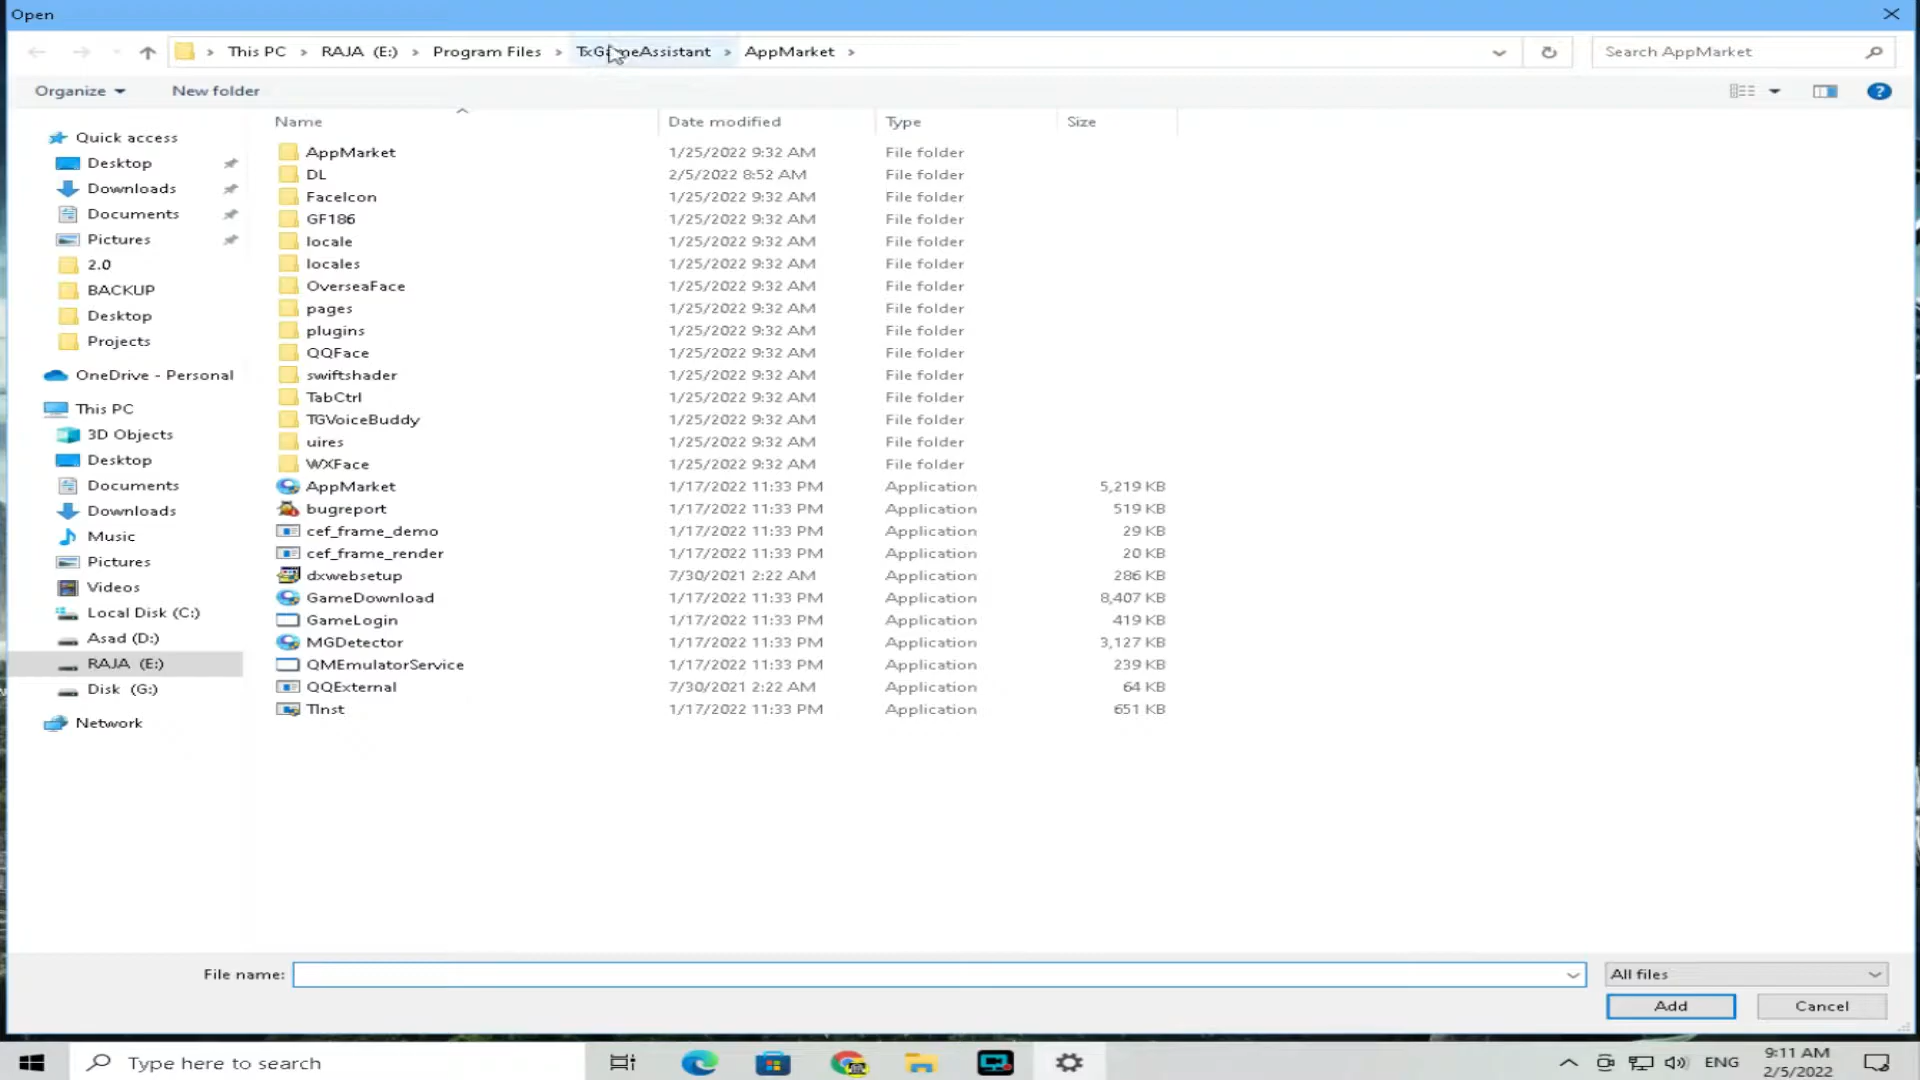 Open
This PC > RAJA (E:) > Program Files > TxGameAssistant > AppMarket >
Search AppMarket
Organize
New folder
Name
Date modified
Type
Size
Quick access
Desktop
Downloads
Documents
Pictures
2.0
BACKUP
Desktop
Projects
OneDrive - Personal
This PC
3D Objects
Desktop
Documents
Downloads
Music
Pictures
Videos
Local Disk (C:)
Asad (D:)
RAJA (E:)
Disk (G:)
Network
AppMarket 1/25/2022 9:32 AM File folder
DL 2/5/2022 8:52 AM File folder
FaceIcon 1/25/2022 9:32 AM File folder
GF186 1/25/2022 9:32 AM File folder
locale 1/25/2022 9:32 AM File folder
locales 1/25/2022 9:32 AM File folder
OverseaFace 1/25/2022 9:32 AM File folder
pages 1/25/2022 9:32 AM File folder
plugins 1/25/2022 9:32 AM File folder
QQFace 1/25/2022 9:32 AM File folder
swiftshader 1/25/2022 9:32 AM File folder
TabCtrl 1/25/2022 9:32 AM File folder
TGVoiceBuddy 1/25/2022 9:32 AM File folder
uires 1/25/2022 9:32 AM File folder
WXFace 1/25/2022 9:32 AM File folder
AppMarket 1/17/2022 11:33 PM Application 5,219 KB
bugreport 1/17/2022 11:33 PM Application 519 KB
cef_frame_demo 1/17/2022 11:33 PM Application 29 KB
cef_frame_render 1/17/2022 11:33 PM Application 20 KB
dxwebsetup 7/30/2021 2:22 AM Application 286 KB
GameDownload 1/17/2022 11:33 PM Application 8,407 KB
GameLogin 1/17/2022 11:33 PM Application 419 KB
MGDetector 1/17/2022 11:33 PM Application 3,127 KB
QMEmulatorService 1/17/2022 11:33 PM Application 239 KB
QQExternal 7/30/2021 2:22 AM Application 64 KB
TInst 1/17/2022 11:33 PM Application 651 KB
File name:
All files
Add
Cancel
Type here to search
ENG
9:11 AM
2/5/2022